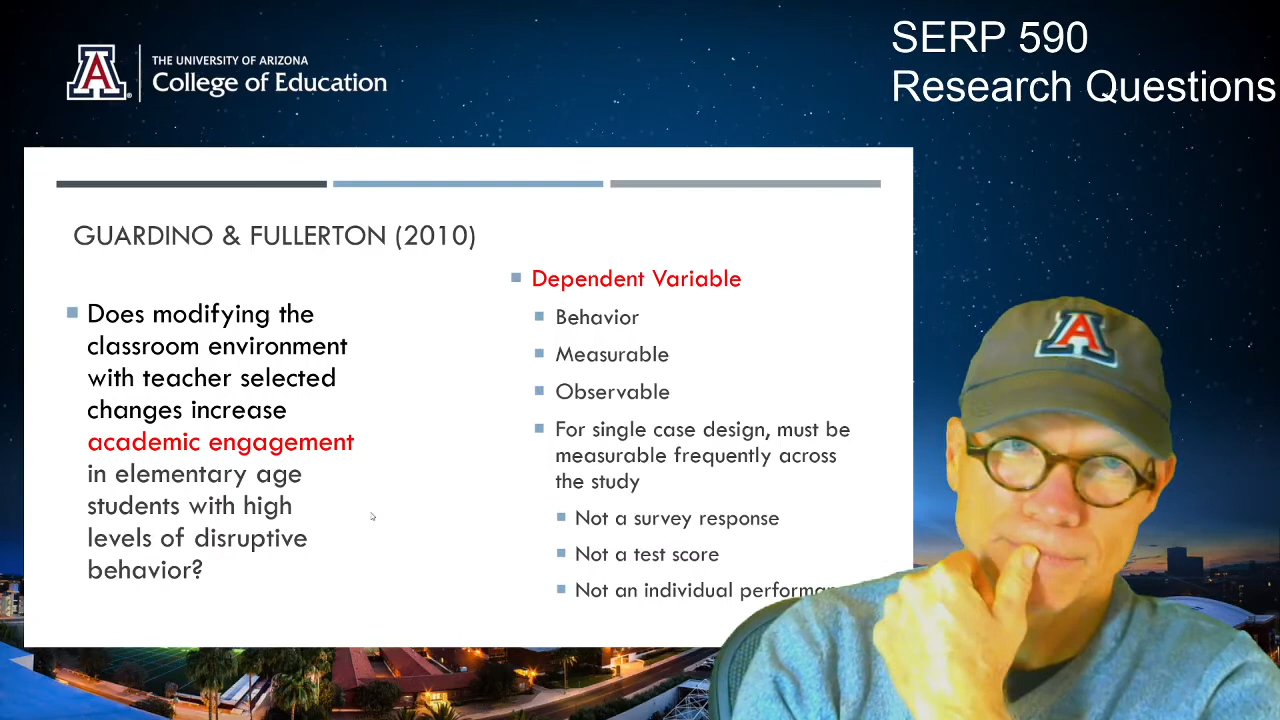 THE UNIVERSITY OF ARIZONA
College of Education
SERP 590
Research Questions
GUARDINO & FULLERTON (2010)
Does modifying the
classroom environment
with teacher selected
changes increase
academic engagement
in elementary age
students with high
levels of disruptive
behavior?
Dependent Variable
Behavior
Measurable
Observable
For single case design, must be
measurable frequently across
the study
Not a survey response
Not a test score
Not an individual
A
A